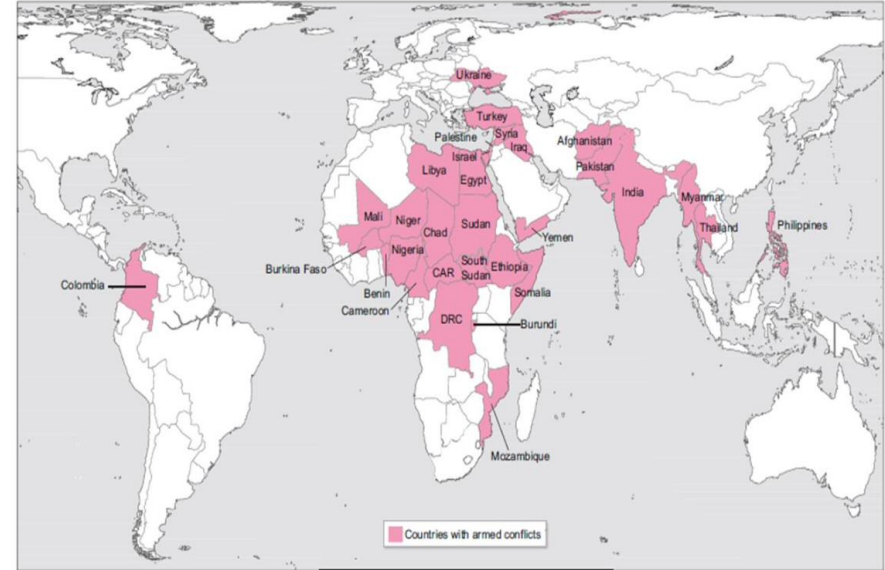 Ukraine
Turkey
Palestine
Syria
Afghanistan
Iraq
Israel
Libya
Pakistan
Egypt
India
Myanmar
Mali
Niger
Sudan
Thailand
Philippines
Chad
Yemen
Nigeria
Burkina Faso
South
Sudan
Ethiopia
CAR
Colombia
Benin
Somalia
Cameroon
DRC
Burundi
Mozambique
Countries with armed conflicts